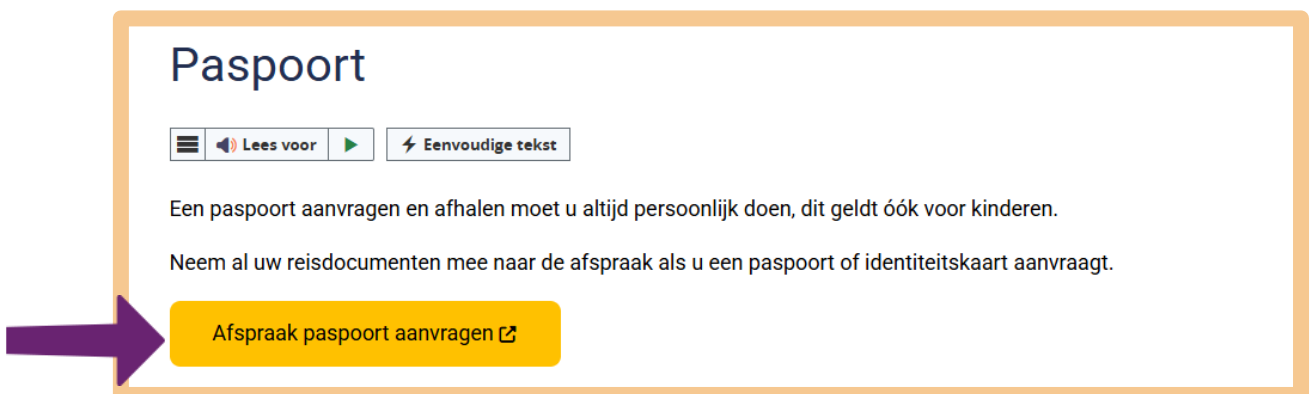 Paspoort
Lees voor
Eenvoudige tekst
Een paspoort aanvragen en afhalen moet u altijd persoonlijk doen, dit geldt óók voor kinderen.
Neem al uw reisdocumenten mee naar de afspraak als u een paspoort of identiteitskaart aanvraagt.
Afspraak paspoort aanvragen